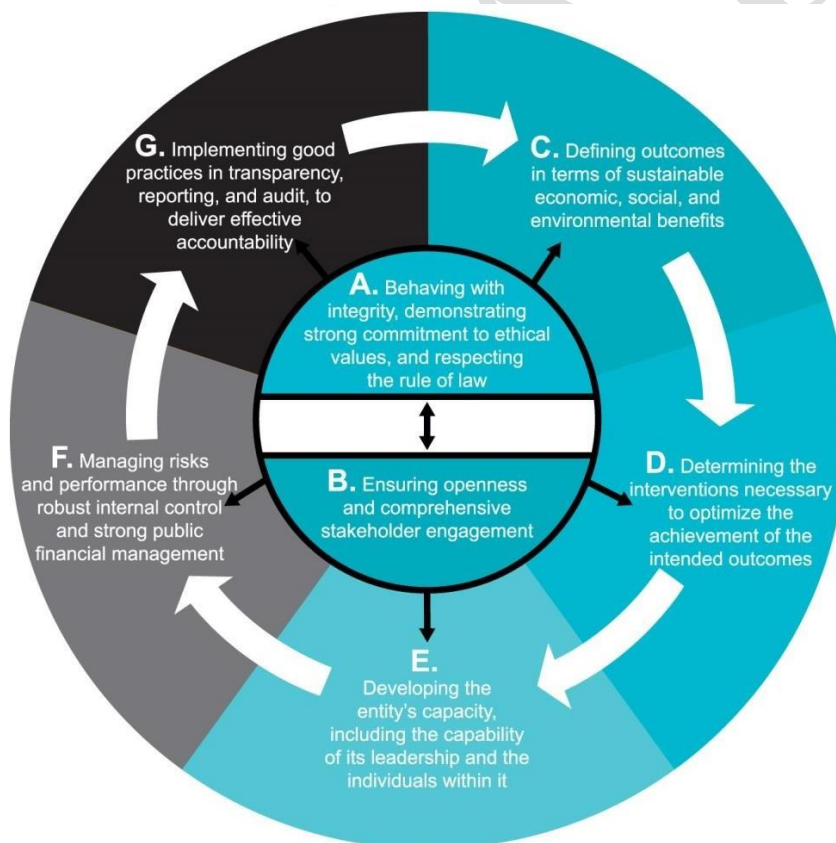 G. Implementing good
practices in transparency,
reporting, and audit, to
deliver effective
accountability
C. Defining outcomes
in terms of sustainable
economic, social, and
environmental benefits
A. Behaving with
integrity, demonstrating
strong commitment to ethical
values, and respecting
the rule of law
F. Managing risks
and performance through
robust internal control
and strong public
financial management
B. Ensuring openness
and comprehensive
stakeholder engagement
D. Determining the
interventions necessary
to optimize the
achievement of the
intended outcomes
E.
Developing the
entity's capacity,
including the capability
of its leadership and the
individuals within it